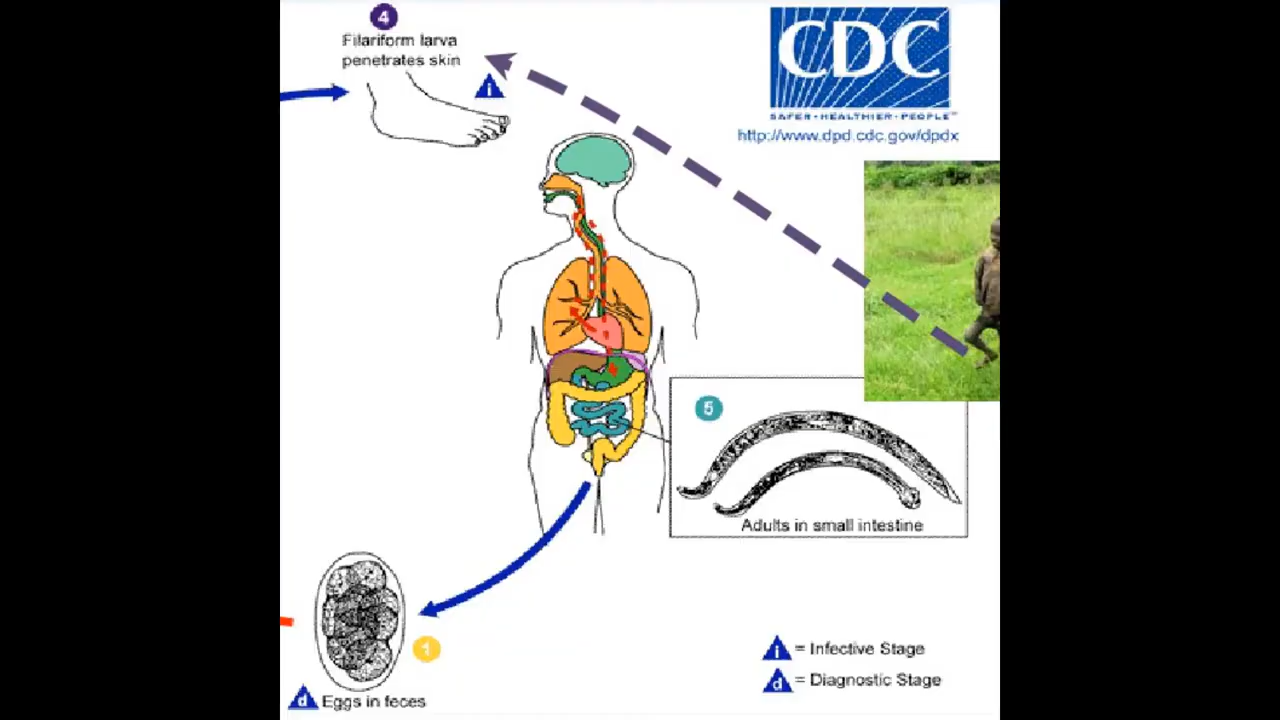 4
Filariform larva
penetrates skin
i
CDC
SAFER • HEALTHIER • PEOPLE™
http://www.dpd.cdc.gov/dpdx
5
Adults in small intestine
1
d Eggs in feces
i = Infective Stage
d = Diagnostic Stage